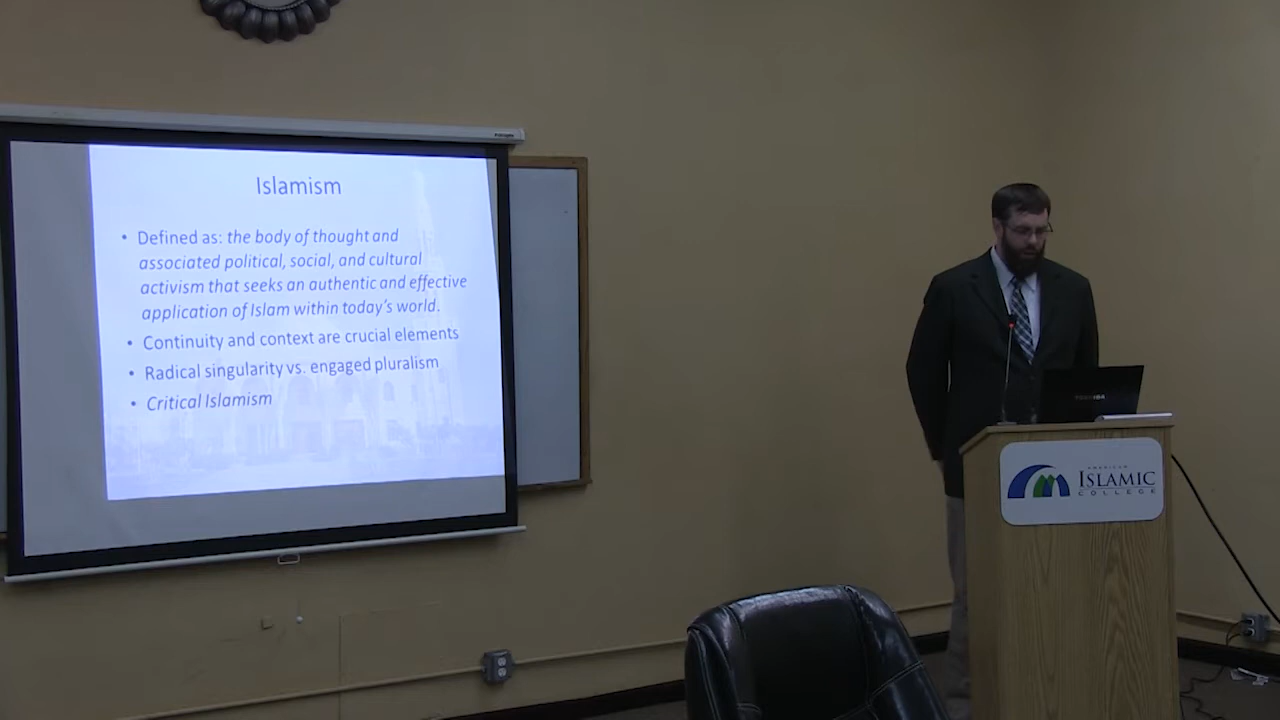 Islamism
• Defined as: the body of thought and
associated political, social, and cultural
activism that seeks an authentic and effective
application of Islam within today's world.
• Continuity and context are crucial elements
• Radical singularity vs. engaged pluralism
• Critical Islamism
TOSHIBA
AMERICAN
ISLAMIC
COLLEGE